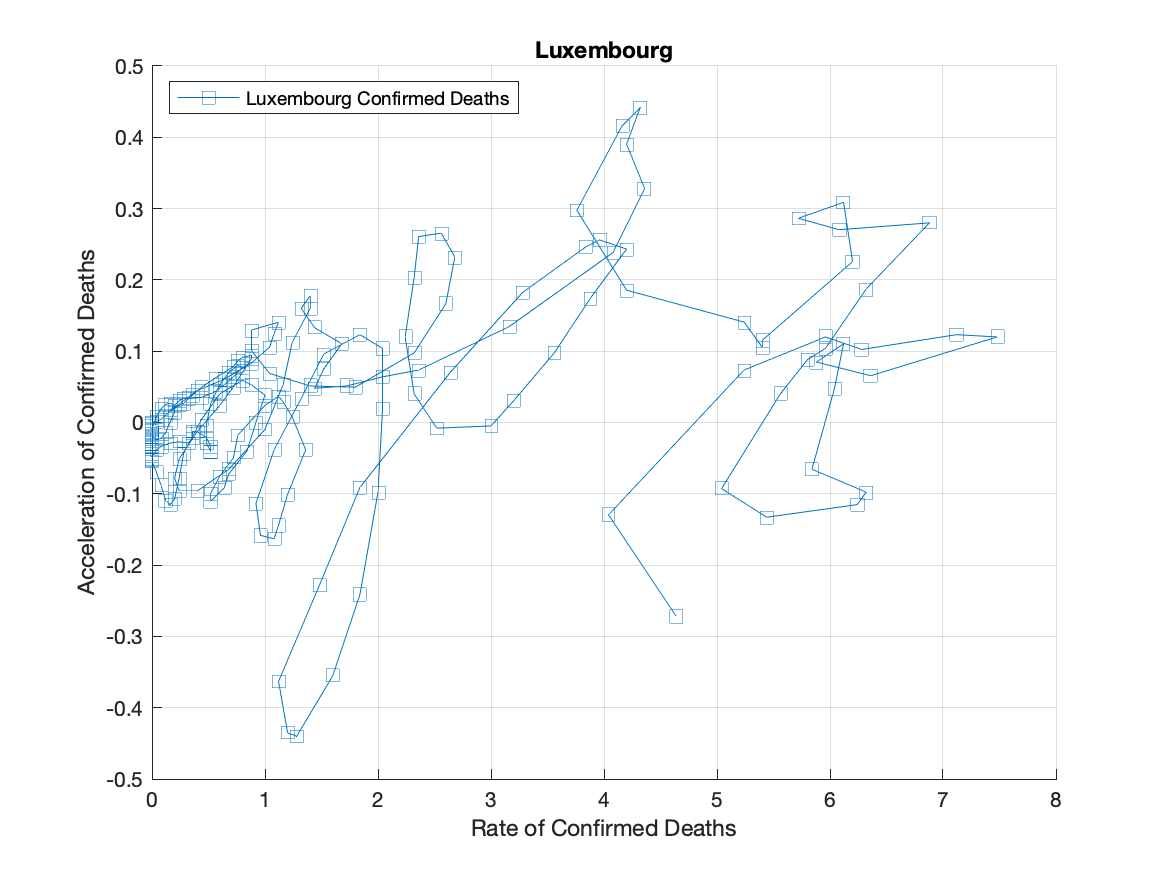 Luxembourg
Luxembourg Confirmed Deaths
0.5
0.4
0.3
0.2
0.1
0
-0.1
-0.2
-0.3
-0.4
-0.5
Acceleration of Confirmed Deaths
0 1 2 3 4 5 6 7 8
Rate of Confirmed Deaths